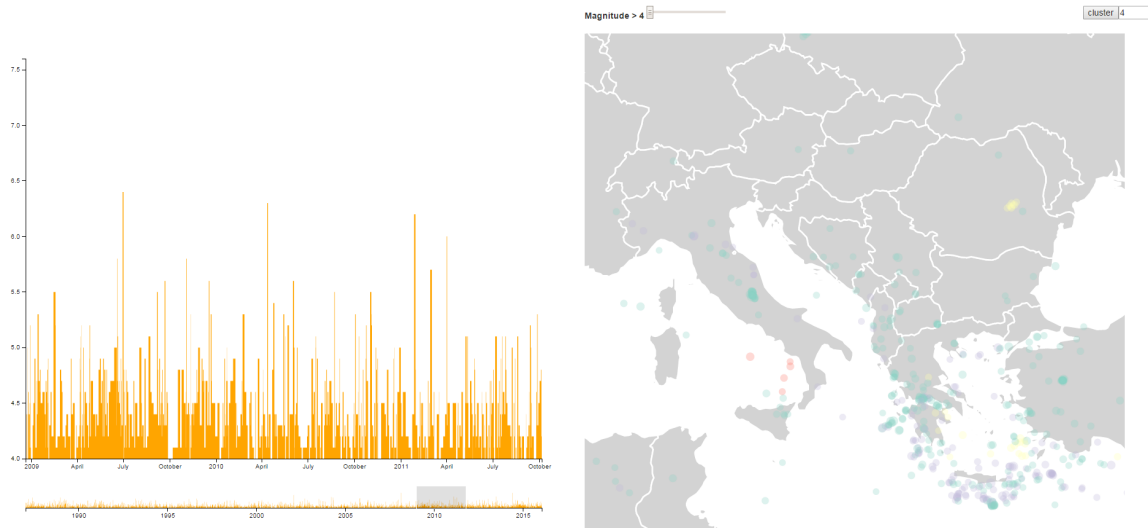 Magnitude > 4
cluster 4
7.5
7.0
6.5
6.0
5.5
5.0
4.5
4.0
2009 April July October 2010 April July October 2011 April July October
1990 1995 2000 2005 2010 2015